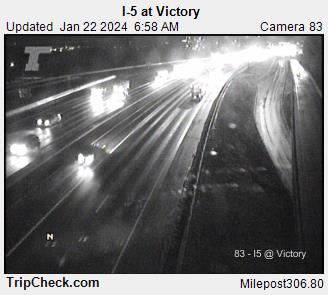 I-5 at Victory
Updated  Jan 22 2024  6:58 AM  Camera 83
T
N
83 - I5 @ Victory
TripCheck.com  Milepost306.80